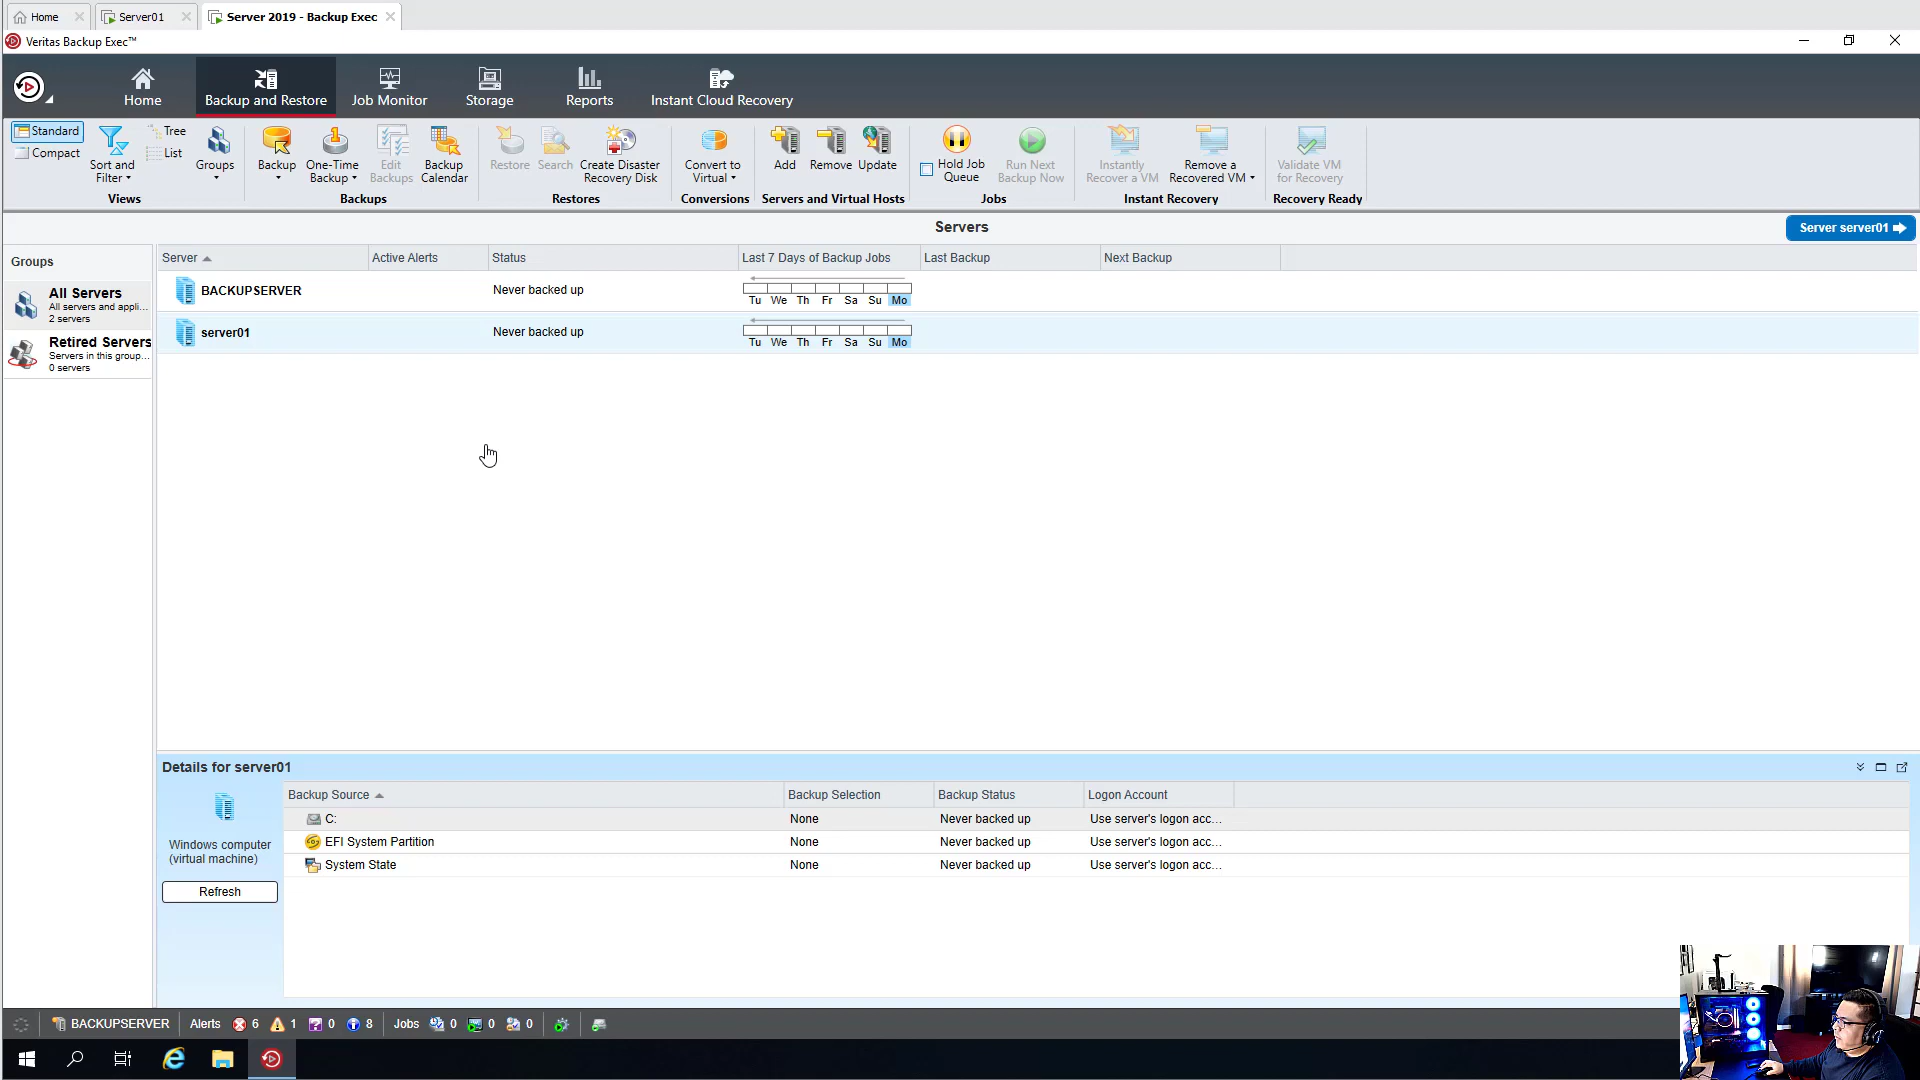 Home
Server01
Server 2019 - Backup Exec
Veritas Backup Exec™
Home
Backup and Restore
Job Monitor
Storage
Reports
Instant Cloud Recovery
Standard
Compact
Sort and
Filter
Tree
List
Groups
Views
Backup
One-Time
Backup
Edit
Backups
Backup
Calendar
Backups
Restore
Search
Create Disaster
Recovery Disk
Restores
Convert to
Virtual
Conversions
Add
Remove
Update
Servers and Virtual Hosts
Hold Job
Queue
Run Next
Backup Now
Jobs
Instantly
Recover a VM
Remove a
Recovered VM
Instant Recovery
Validate VM
for Recovery
Recovery Ready
Servers
Server server01
Groups
All Servers
All servers and appli...
2 servers
Retired Servers
Servers in this group...
0 servers
Server Active Alerts Status Last 7 Days of Backup Jobs Last Backup Next Backup
BACKUPSERVER Never backed up
Tu We Th Fr Sa Su Mo
server01 Never backed up
Tu We Th Fr Sa Su Mo
Details for server01
Windows computer
(virtual machine)
Refresh
Backup Source Backup Selection Backup Status Logon Account
C: None Never backed up Use server's logon acc...
EFI System Partition None Never backed up Use server's logon acc...
System State None Never backed up Use server's logon acc...
BACKUPSERVER Alerts 6 1 0 8 Jobs 0 0 0